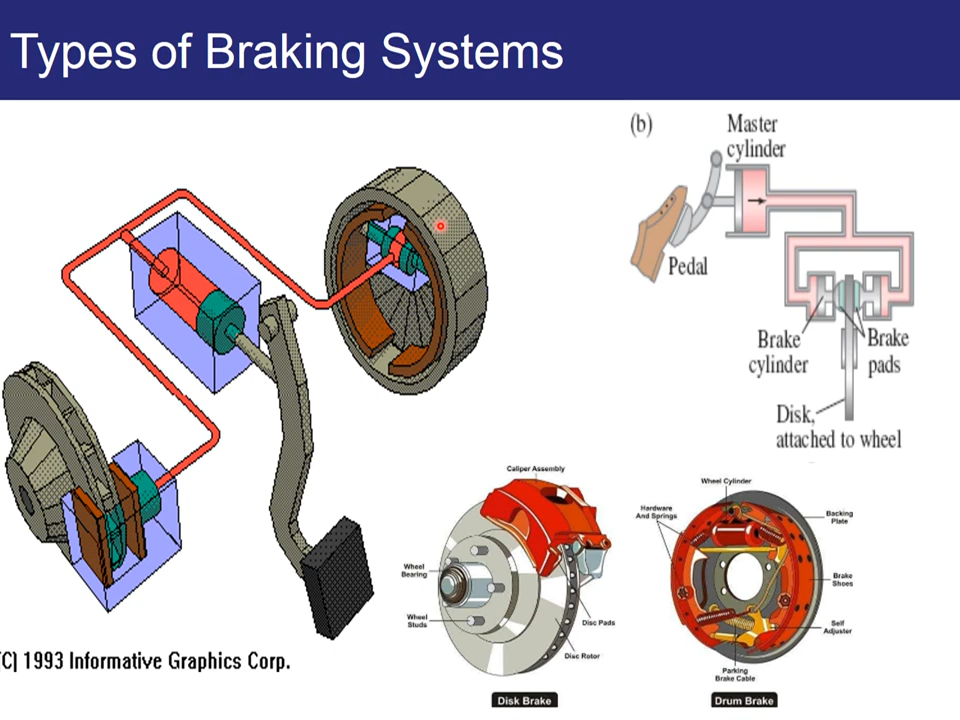 Types of Braking Systems
(b)
Master
cylinder
Pedal
Brake
cylinder
Brake
pads
Disk,
attached to wheel
(C) 1993 Informative Graphics Corp.
Caliper Assembly
Wheel
Bearing
Wheel
Studs
Disc Pads
Disc Rotor
Disk Brake
Wheel Cylinder
Hardware
And Springs
Backing
Plate
Brake
Shoes
Self
Adjuster
Parking
Brake Cable
Drum Brake